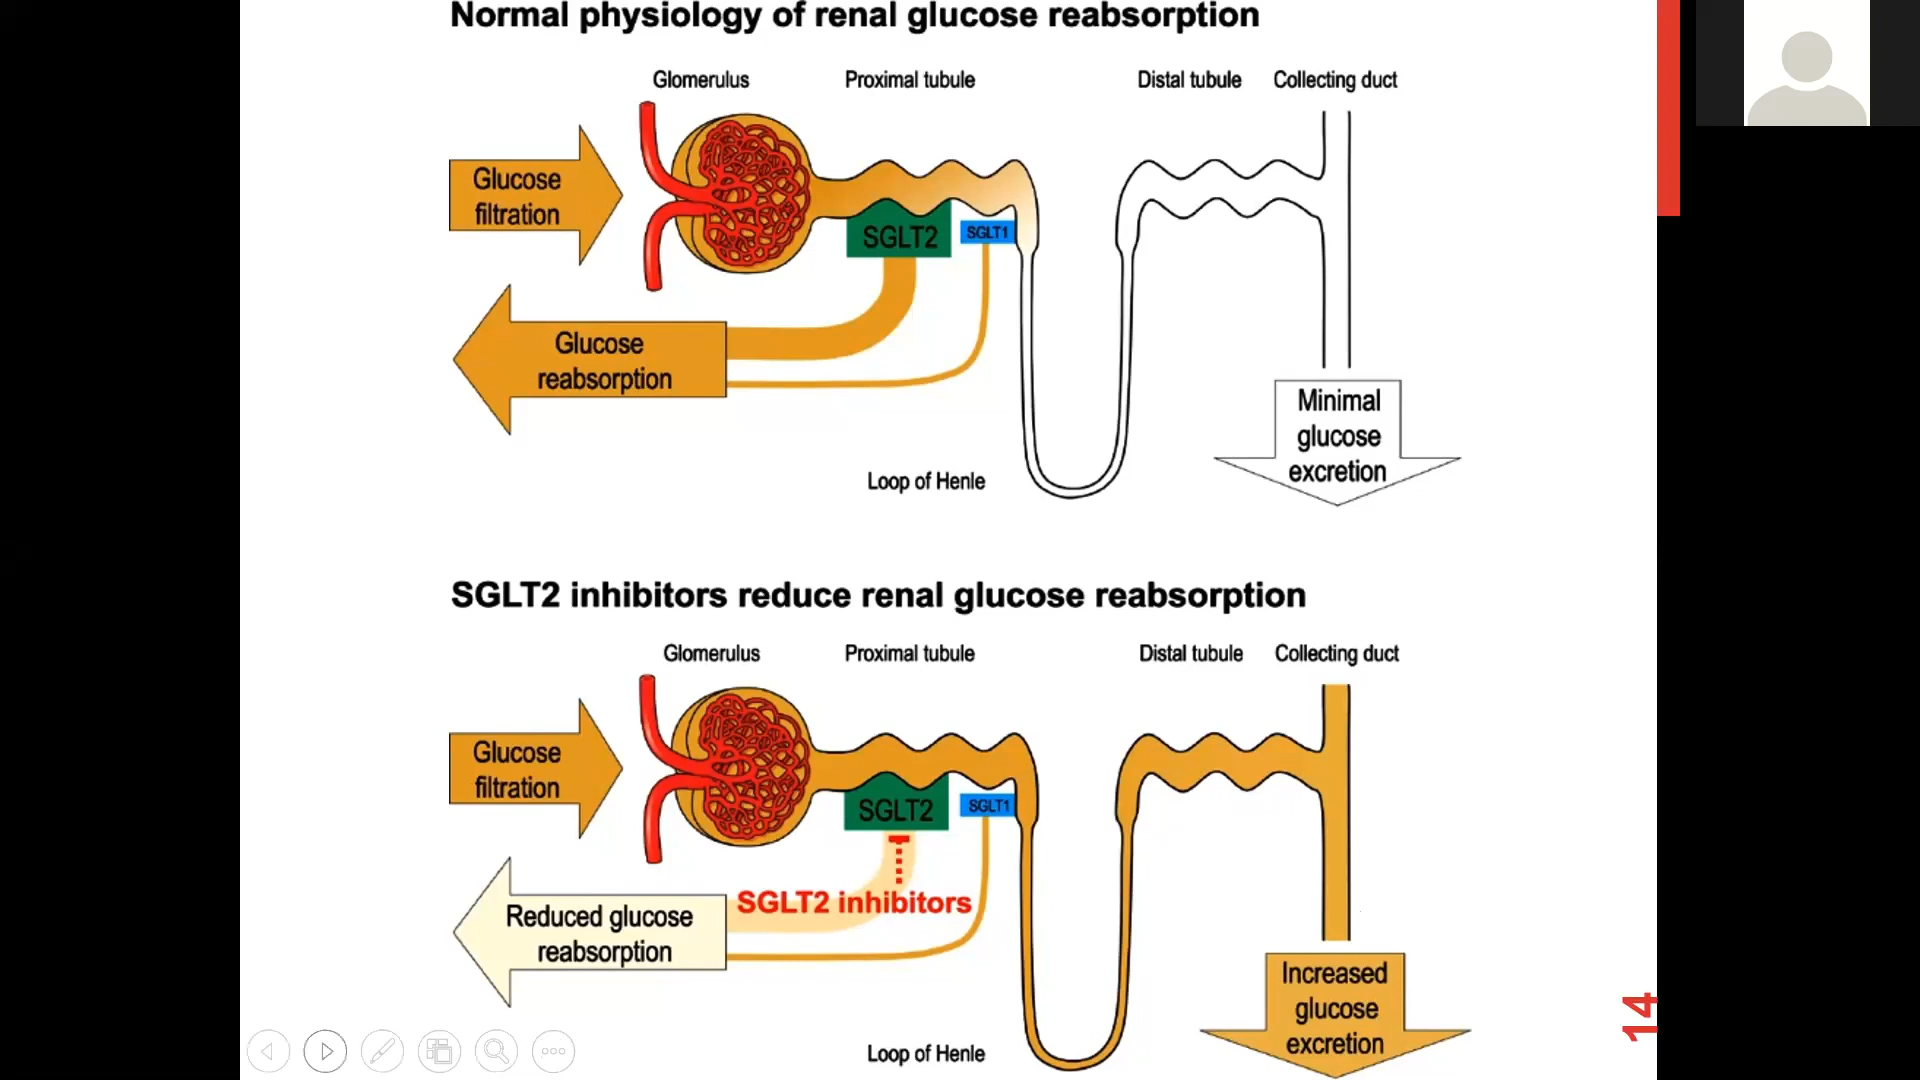 Normal physiology of renal glucose reabsorption
Glomerulus
Proximal tubule
Distal tubule
Collecting duct
Glucose
filtration
SGLT2
SGLT1
Glucose
reabsorption
Minimal
glucose
excretion
Loop of Henle
SGLT2 inhibitors reduce renal glucose reabsorption
Glomerulus
Proximal tubule
Distal tubule
Collecting duct
Glucose
filtration
SGLT2
SGLT1
SGLT2 inhibitors
Reduced glucose
reabsorption
Increased
glucose
excretion
Loop of Henle
14